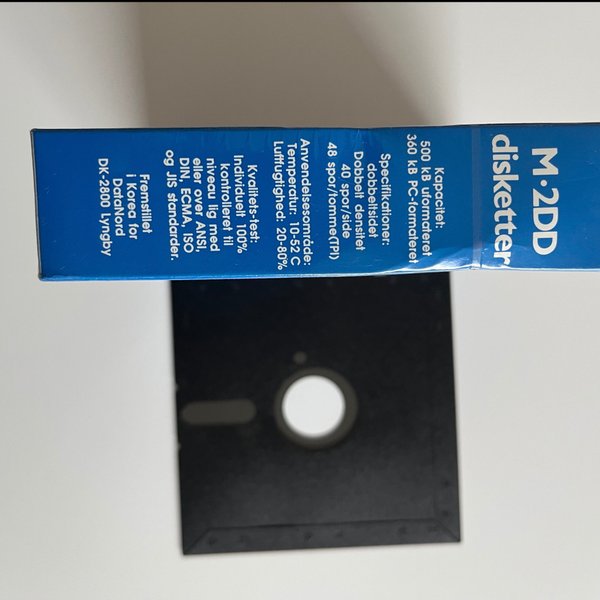 M•2DD
disketter
Kapacitet:
500 kB uformateret
360 kB PC-formateret
Specifikationer:
dobbeltsidet
40 spor/side
Dobbelt densitet
48 spor/tomme(TPI)
Anvendelsesområde:
Temperatur: 10-52 C
Luftfugtighed: 20-80%
Kvalitets-test:
Individuelt 100%
kontrolleret til
niveau lig med
eller over ANSI,
DIN, ECMA, ISO
og JIS standarder.
Fremstillet
i Korea for
DataNord
DK-2800 Lyngby